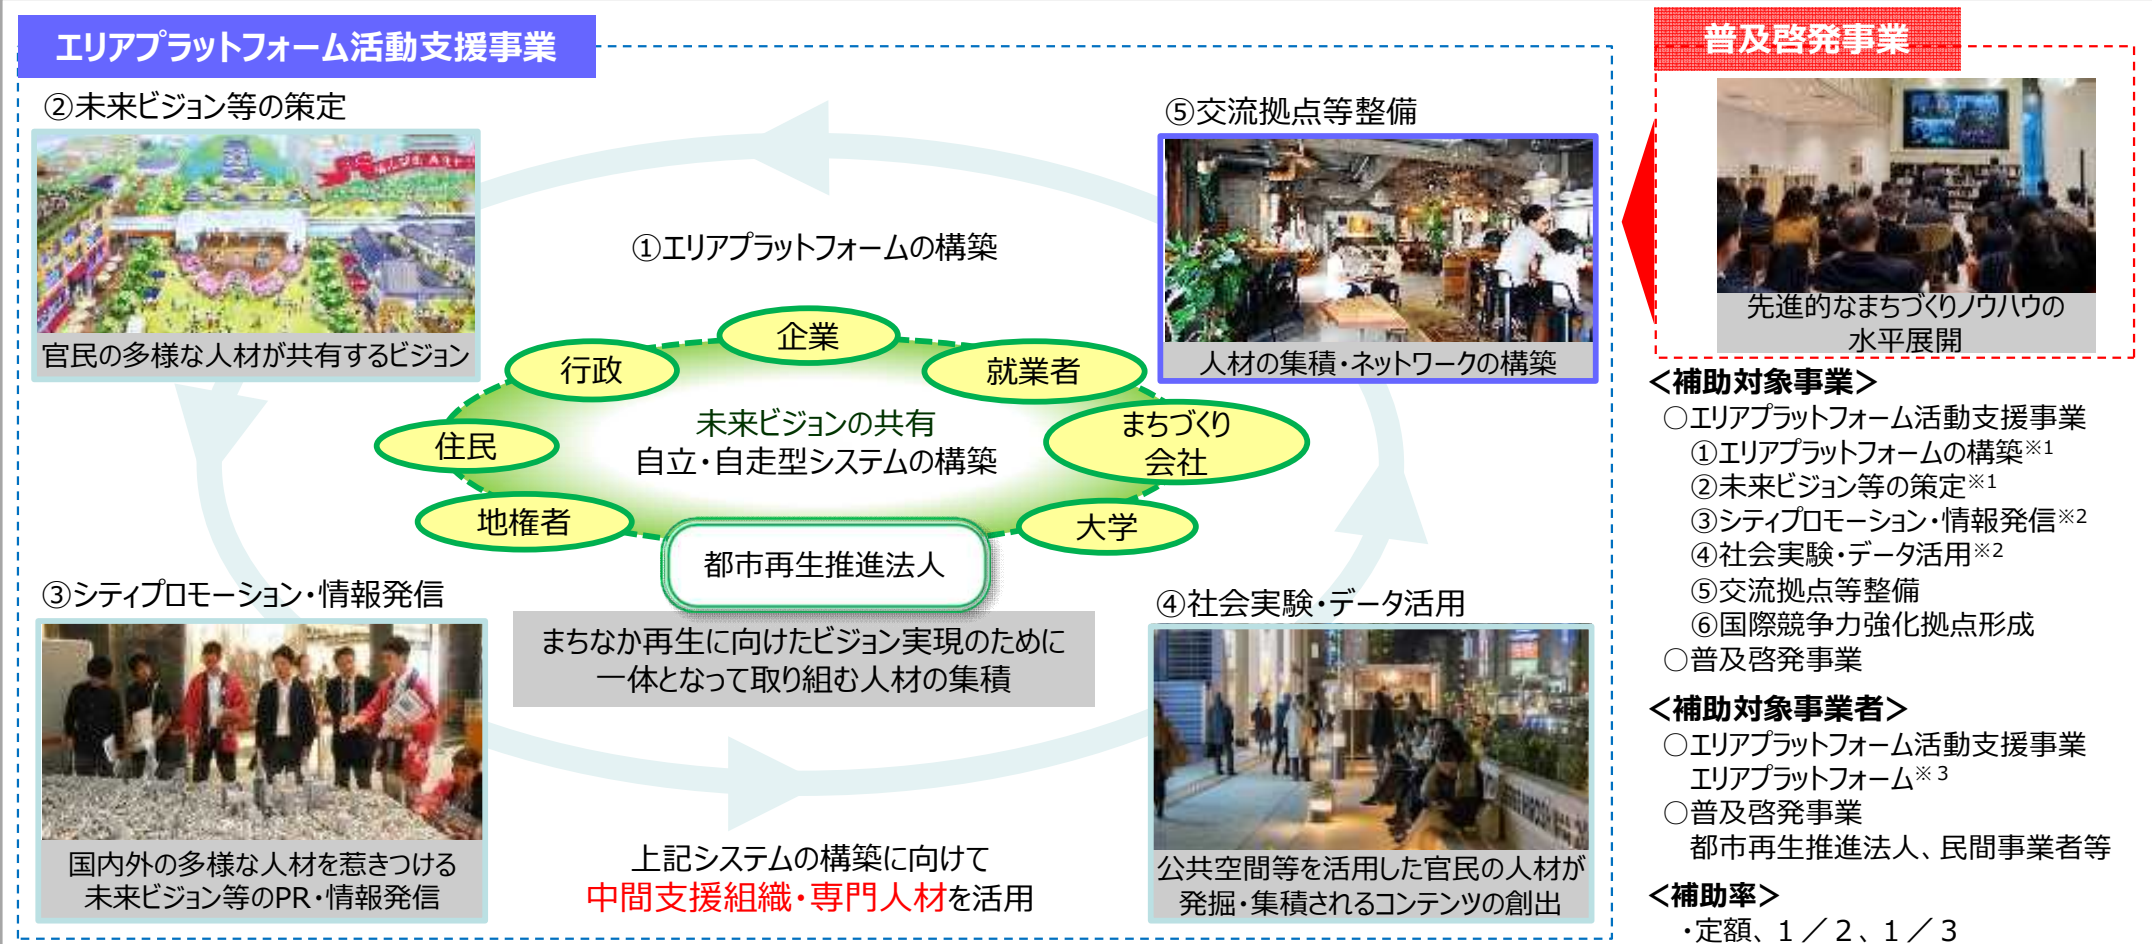 エリアプラットフォーム活動支援事業
②未来ビジョン等の策定
官民の多様な人材が共有するビジョン
①エリアプラットフォームの構築
⑤交流拠点等整備
人材の集積・ネットワークの構築
企業
行政
就業者
住民
まちづくり
会社
地権者
大学
未来ビジョンの共有
自立・自走型システムの構築
都市再生推進法人
まちなか再生に向けたビジョン実現のために
一体となって取り組む人材の集積
③シティプロモーション・情報発信
国内外の多様な人材を惹きつける
未来ビジョン等のPR・情報発信
④社会実験・データ活用
公共空間等を活用した官民の人材が
発掘・集積されるコンテンツの創出
上記システムの構築に向けて
中間支援組織・専門人材を活用
普及啓発事業
先進的なまちづくりノウハウの
水平展開
＜補助対象事業＞
○エリアプラットフォーム活動支援事業
①エリアプラットフォームの構築※1
②未来ビジョン等の策定※1
③シティプロモーション・情報発信※2
④社会実験・データ活用※2
⑤交流拠点等整備
⑥国際競争力強化拠点形成
○普及啓発事業
＜補助対象事業者＞
○エリアプラットフォーム活動支援事業
エリアプラットフォーム※３
○普及啓発事業
都市再生推進法人、民間事業者等
＜補助率＞
・定額、１／２、１／３